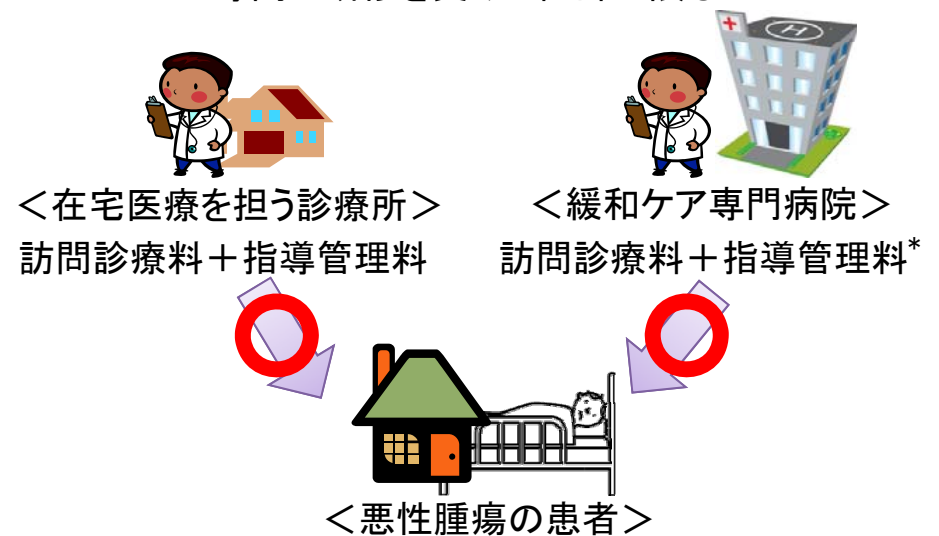 ＜在宅医療を担う診療所＞
訪問診療料＋指導管理料
＜緩和ケア専門病院＞
訪問診療料＋指導管理料*
H
＜悪性腫瘍の患者＞